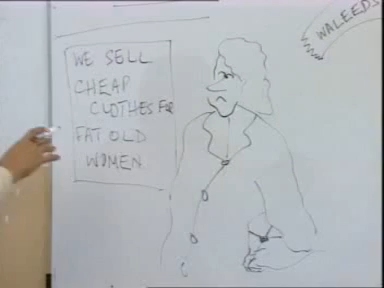 WE SELL
CHEAP
CLOTHES FOR
FAT OLD
WOMEN
WALEEDS